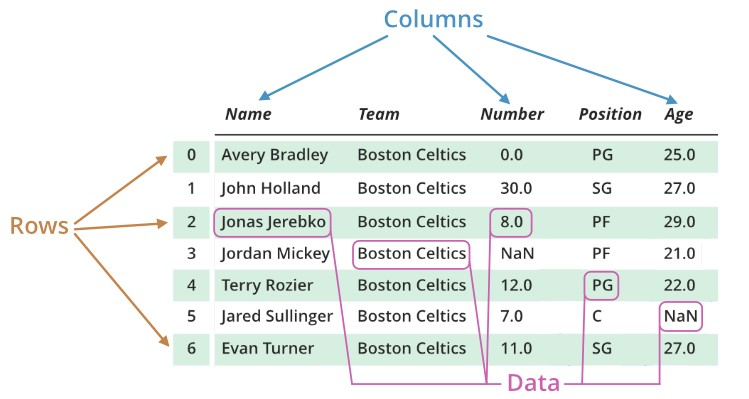 Columns
Name Team Number Position Age
0 Avery Bradley Boston Celtics 0.0 PG 25.0
1 John Holland Boston Celtics 30.0 SG 27.0
Rows
2 Jonas Jerebko Boston Celtics 8.0 PF 29.0
3 Jordan Mickey Boston Celtics NaN PF 21.0
4 Terry Rozier Boston Celtics 12.0 PG 22.0
5 Jared Sullinger Boston Celtics 7.0 C NaN
6 Evan Turner Boston Celtics 11.0 SG 27.0
Data